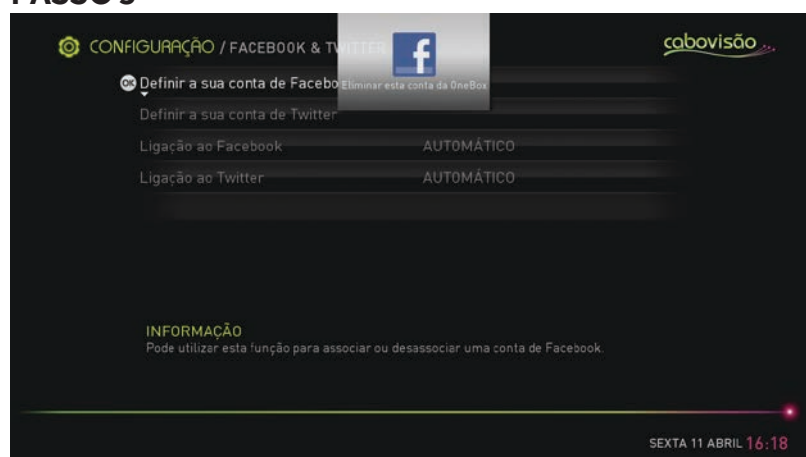 CONFIGURAÇÃO / FACEBOOK & TWITTER
cabovisão
Definir a sua conta de Facebo
Eliminar esta conta da OneBox
OK
Definir a sua conta de Twitter
Ligação ao Facebook AUTOMÁTICO
Ligação ao Twitter AUTOMÁTICO
INFORMAÇÃO
Pode utilizar esta função para associar ou desassociar uma conta de Facebook.
SEXTA 11 ABRIL 16:18